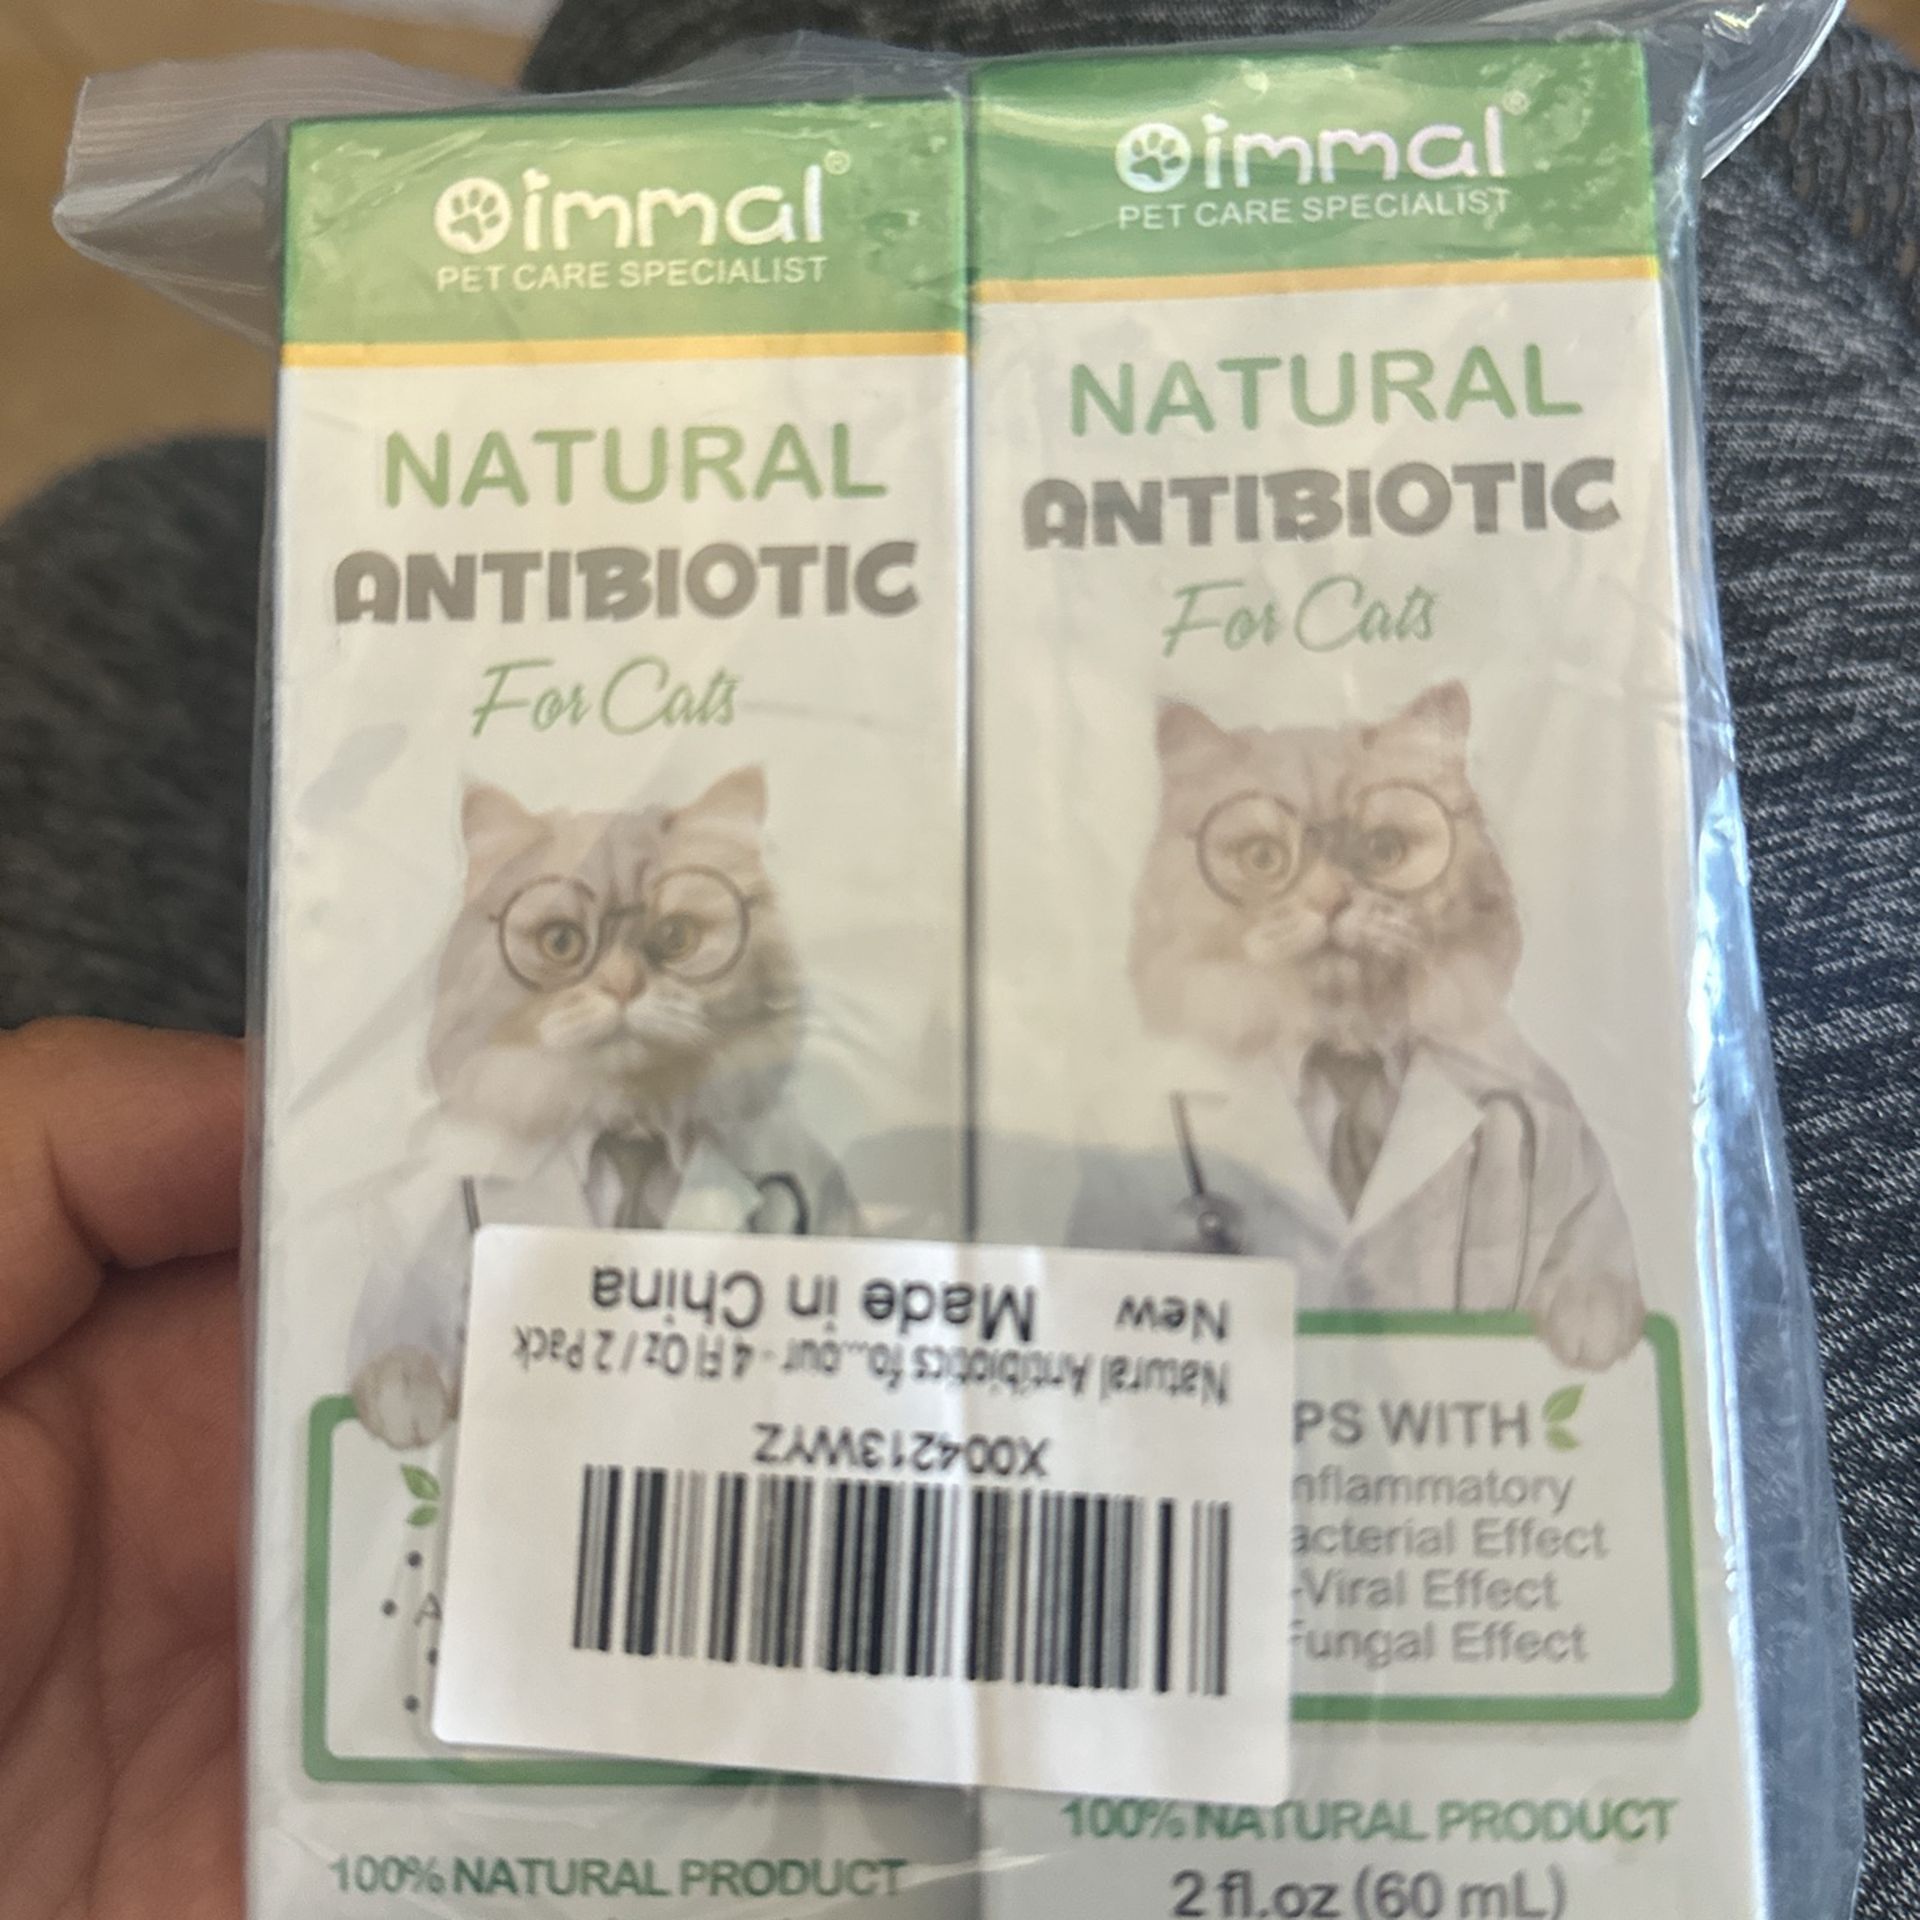 immal®
PET CARE SPECIALIST
NATURAL
ANTIBIOTIC
For Cats
100% NATURAL PRODUCT
immal®
PET CARE SPECIALIST
NATURAL
ANTIBIOTIC
For Cats
PS WITH
nflammatory
acterial Effect
-Viral Effect
Fungal Effect
100% NATURAL PRODUCT
2 fl.oz (60 mL)
X004213WYZ
Natural Antibiotics fo...our - 4 Fl Oz / 2 Pack
New Made in China